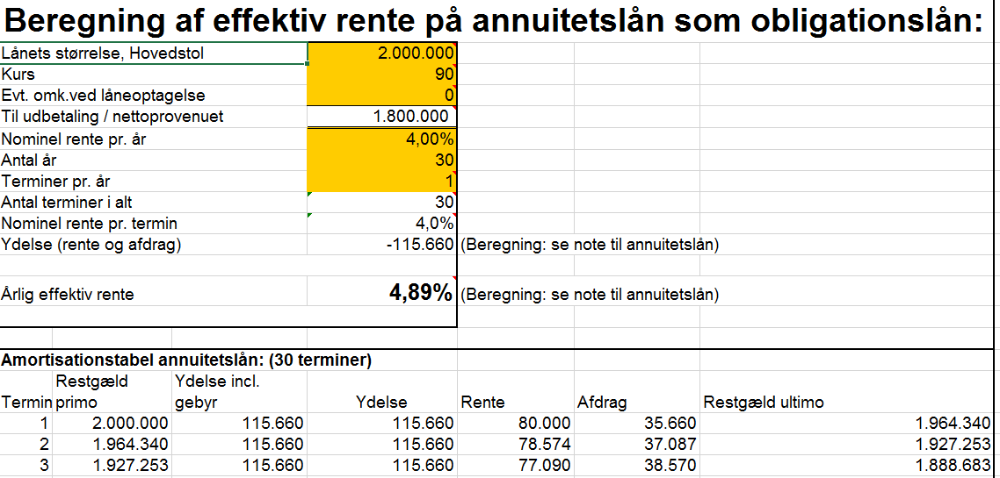 Beregning af effektiv rente på annuitetslån som obligationslån:
Lånets størrelse, Hovedstol 2.000.000
Kurs 90
Evt. omk.ved låneoptagelse 0
Til udbetaling / nettoprovenuet 1.800.000
Nominel rente pr. år 4,00%
Antal år 30
Terminer pr. år 1
Antal terminer i alt 30
Nominel rente pr. termin 4,0%
Ydelse (rente og afdrag) -115.660 (Beregning: se note til annuitetslån)
Årlig effektiv rente 4,89% (Beregning: se note til annuitetslån)
Amortisationstabel annuitetslån: (30 terminer)
Restgæld Ydelse incl.
Termin primo gebyr Ydelse Rente Afdrag Restgæld ultimo
1 2.000.000 115.660 115.660 80.000 35.660 1.964.340
2 1.964.340 115.660 115.660 78.574 37.087 1.927.253
3 1.927.253 115.660 115.660 77.090 38.570 1.888.683